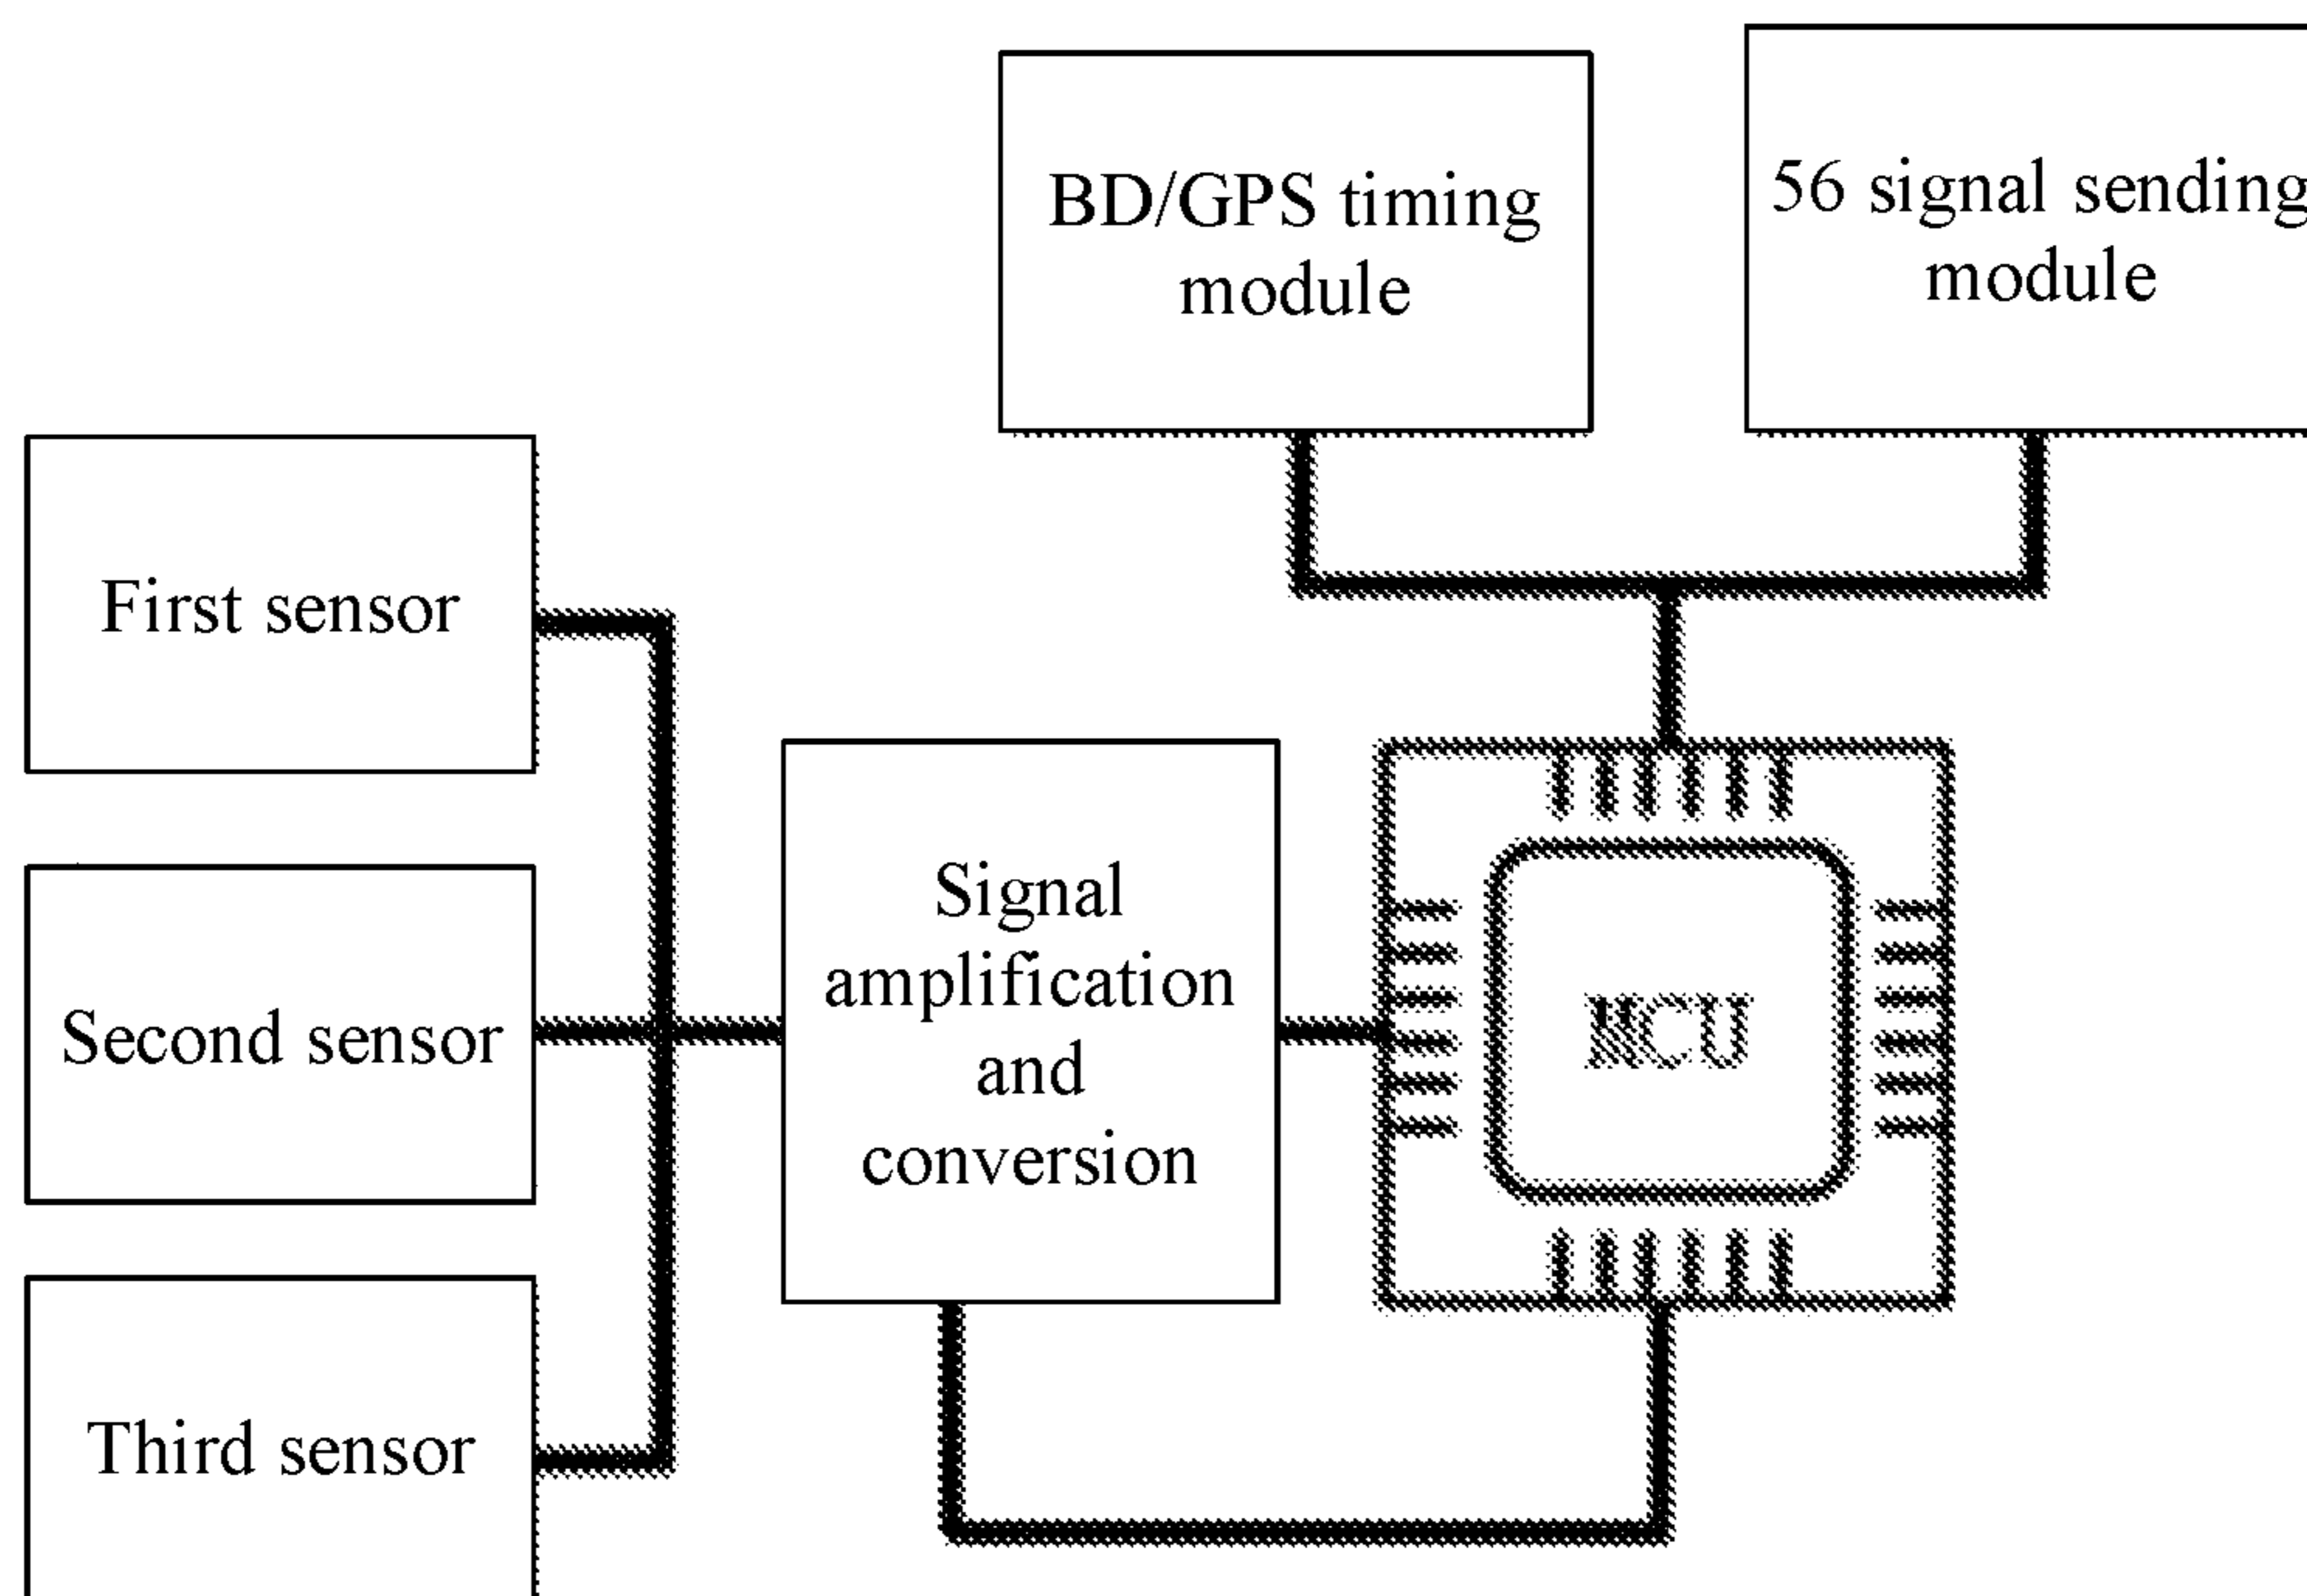 BD/GPS timing
module
56 signal sending
module
First sensor
Second sensor
Third sensor
Signal
amplification
and
conversion
MCU